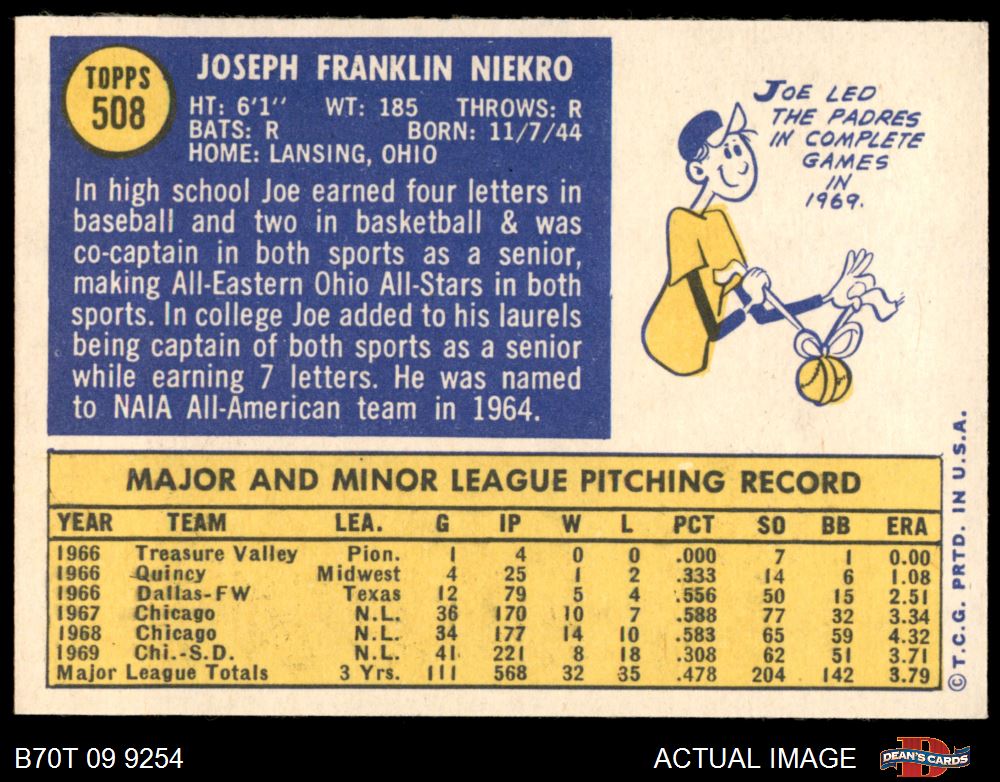 TOPPS
508
JOSEPH FRANKLIN NIEKRO
HT: 6'1" WT: 185 THROWS: R
BATS: R BORN: 11/7/44
HOME: LANSING, OHIO
In high school Joe earned four letters in
baseball and two in basketball & was
co-captain in both sports as a senior,
making All-Eastern Ohio All-Stars in both
sports. In college Joe added to his laurels
being captain of both sports as a senior
while earning 7 letters. He was named
to NAIA All-American team in 1964.
JOE LED
THE PADRES
IN COMPLETE
GAMES
IN
1969.
MAJOR AND MINOR LEAGUE PITCHING RECORD
YEAR TEAM LEA. G IP W L PCT SO BB ERA
1966 Treasure Valley Pion. 1 4 0 0 .000 7 1 0.00
1966 Quincy Midwest 4 25 1 2 .333 14 6 1.08
1966 Dallas-FW Texas 12 79 5 4 .556 50 15 2.51
1967 Chicago N.L. 36 170 10 7 .588 77 32 3.34
1968 Chicago N.L. 34 177 14 10 .583 65 59 4.32
1969 Chi.-S.D. N.L. 41 221 8 18 .308 62 51 3.71
Major League Totals 3 Yrs. 111 568 32 35 .478 204 142 3.79
© T.C.G. PRTD. IN U.S.A.
B70T 09 9254
ACTUAL IMAGE
DEAN'S CARDS